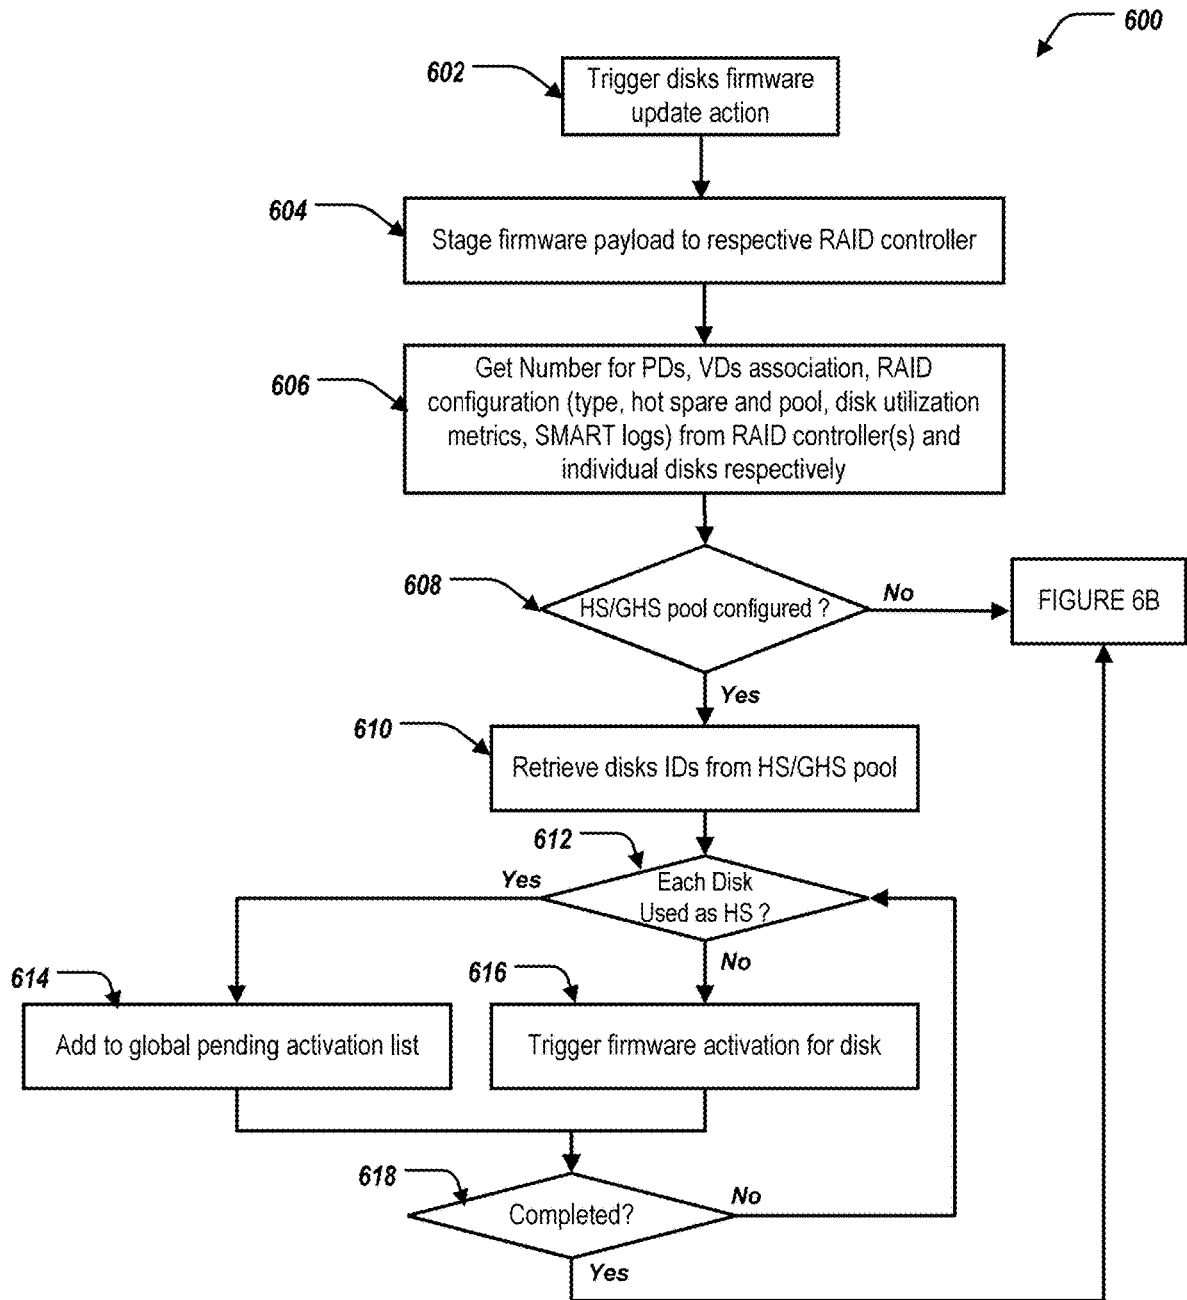 600
602
Trigger disks firmware
update action
604
Stage firmware payload to respective RAID controller
606
Get Number for PDs, VDs association, RAID
configuration (type, hot spare and pool, disk utilization
metrics, SMART logs) from RAID controller(s) and
individual disks respectively
608
HS/GHS pool configured ?
No
FIGURE 6B
Yes
610
Retrieve disks IDs from HS/GHS pool
612
Yes
Each Disk
Used as HS ?
No
614
616
Add to global pending activation list
Trigger firmware activation for disk
618
Completed?
No
Yes